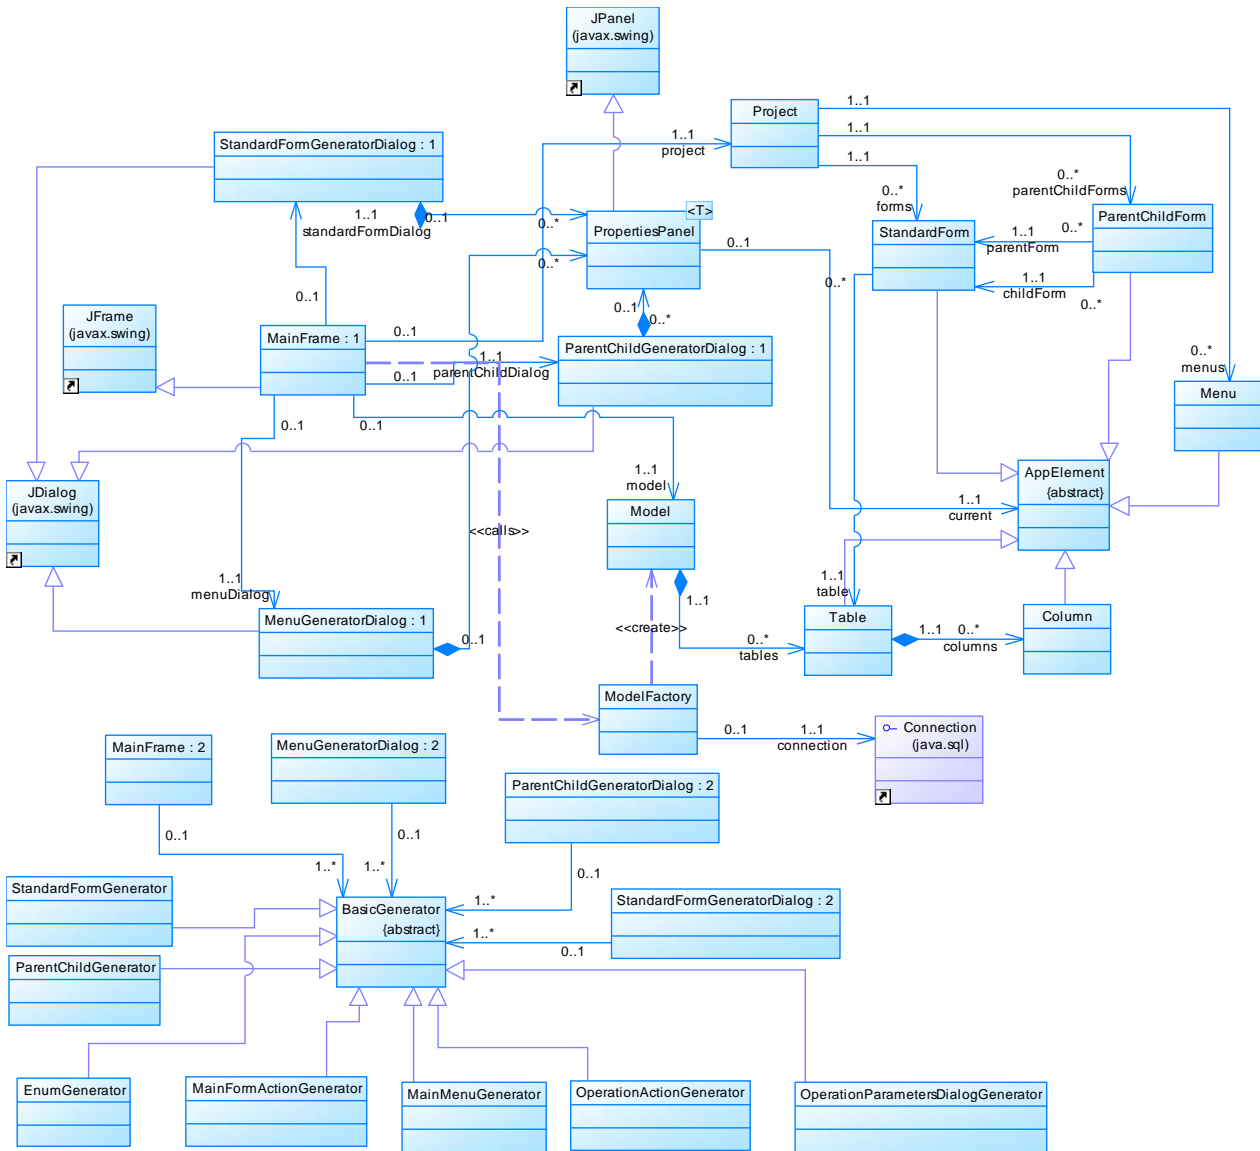 JPanel
(javax.swing)
Project
1..1
1..1
1..1
1..1
project
StandardFormGeneratorDialog : 1
0..*
parentChildForms
0..*
forms
<T>
PropertiesPanel
ParentChildForm
StandardForm
1..1
standardFormDialog
0..1
0..*
0..*
0..1
1..1
parentForm
0..*
1..1
childForm
0..*
0..*
0..1
JFrame
(javax.swing)
MainFrame : 1
0..1
0..1
0..*
ParentChildGeneratorDialog : 1
1..1
parentChildDialog
0..1
0..*
menus
Menu
0..1
0..1
JDialog
(javax.swing)
1..1
model
Model
AppElement
{abstract}
1..1
current
<<calls>>
1..1
menuDialog
MenuGeneratorDialog : 1
0..1
1..1
<<create>>
0..*
tables
1..1
table
Table
1..1
0..*
columns
Column
ModelFactory
0..1
1..1
connection
Connection
(java.sql)
MainFrame : 2
MenuGeneratorDialog : 2
ParentChildGeneratorDialog : 2
0..1
0..1
1..*
1..*
0..1
StandardFormGenerator
BasicGenerator
{abstract}
1..*
StandardFormGeneratorDialog : 2
1..*
0..1
ParentChildGenerator
EnumGenerator
MainFormActionGenerator
MainMenuGenerator
OperationActionGenerator
OperationParametersDialogGenerator